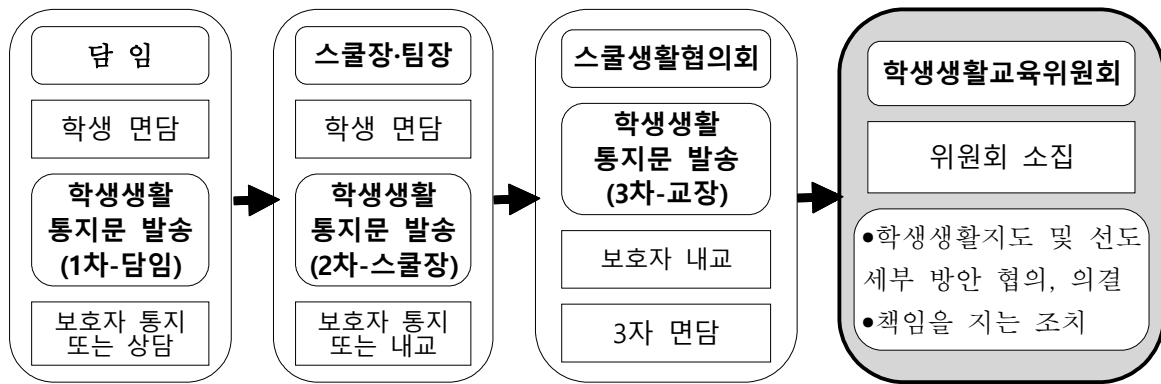 담 임
학생 면담
학생생활
통지문 발송
(1차-담임)
보호자 통지
또는 상담
스쿨장·팀장
학생 면담
학생생활
통지문 발송
(2차-스쿨장)
보호자 통지
또는 내교
스쿨생활협의회
학생생활
통지문 발송
(3차-교장)
보호자 내교
3자 면담
학생생활교육위원회
위원회 소집
●학생생활지도 및 선도
세부 방안 협의, 의결
●책임을 지는 조치